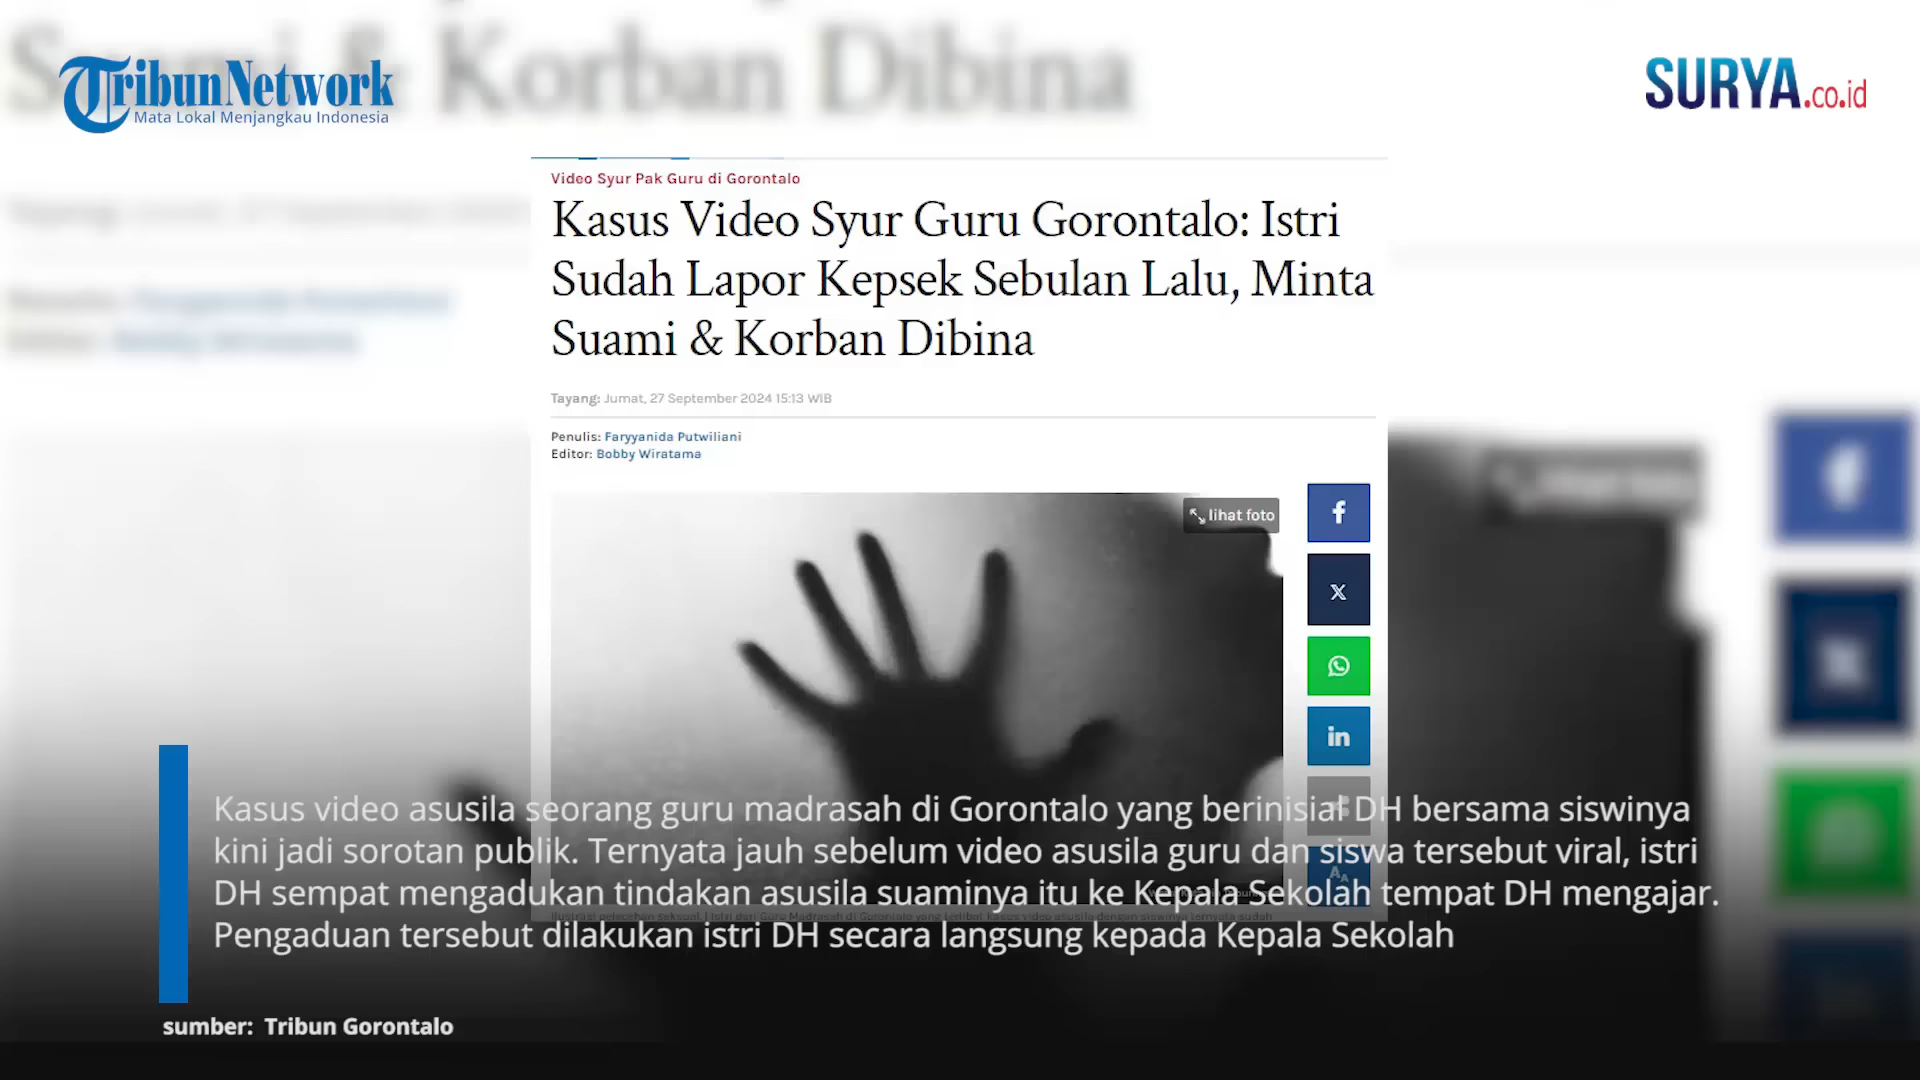 Suami & Korban Dibina
TribunNetwork
Mata Lokal Menjangkau Indonesia
SURYA.co.id
Video Syur Pak Guru di Gorontalo
Kasus Video Syur Guru Gorontalo: Istri
Sudah Lapor Kepsek Sebulan Lalu, Minta
Suami & Korban Dibina
Tayang: Jumat, 27 September 2024 15:13 WIB
Penulis: Faryyanida Putwiliani
Editor: Bobby Wiratama
lihat foto
Kasus video asusila seorang guru madrasah di Gorontalo yang berinisial DH bersama siswinya
kini jadi sorotan publik. Ternyata jauh sebelum video asusila guru dan siswa tersebut viral, istri
DH sempat mengadukan tindakan asusila suaminya itu ke Kepala Sekolah tempat DH mengajar.
Pengaduan tersebut dilakukan istri DH secara langsung kepada Kepala Sekolah
sumber: Tribun Gorontalo